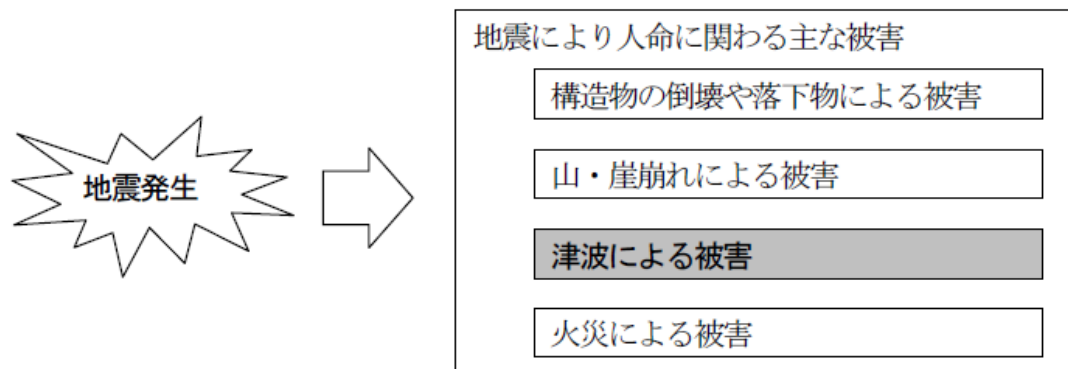 地震発生
地震により人命に関わる主な被害
構造物の倒壊や落下物による被害
山・崖崩れによる被害
津波による被害
火災による被害